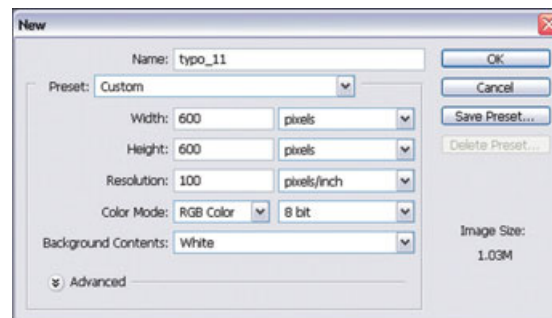 New
Name: typo_11
OK
Preset: Custom
Cancel
Width: 600 pixels
Save Preset...
Height: 600 pixels
Delete Preset...
Resolution: 100 pixels/inch
Color Mode: RGB Color 8 bit
Background Contents: White
Image Size:
1.03M
Advanced